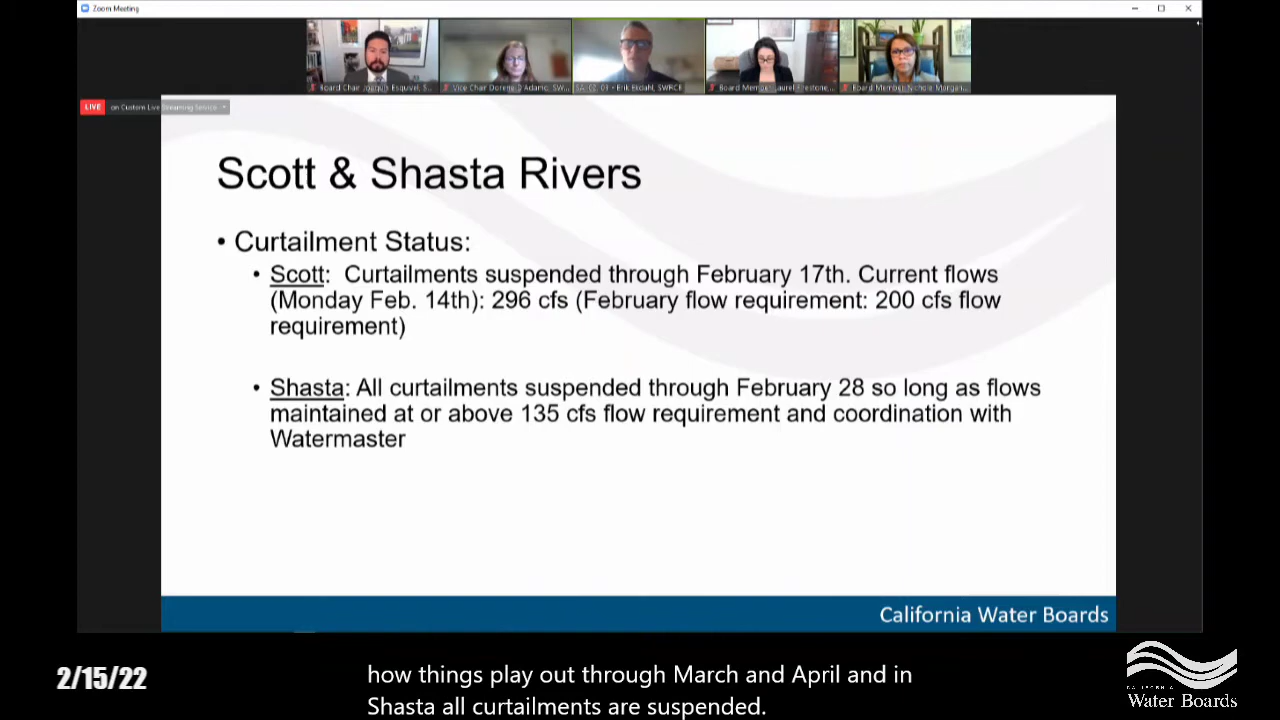 Zoom Meeting
Board Chair Joaquin Esquivel, S...
Vice Chair Dorene D'Adamo, SW...
SA- CZ, 09 - Erik Ekdahl, SWRCB
Board Member Laurel Firestone,...
Board Member Nichole Morgan...
LIVE on Custom Live Streaming Service
Scott & Shasta Rivers
• Curtailment Status:
• Scott: Curtailments suspended through February 17th. Current flows
(Monday Feb. 14th): 296 cfs (February flow requirement: 200 cfs flow
requirement)
• Shasta: All curtailments suspended through February 28 so long as flows
maintained at or above 135 cfs flow requirement and coordination with
Watermaster
California Water Boards
2/15/22
how things play out through March and April and in
Shasta all curtailments are suspended.
CALIFORNIA
Water Boards